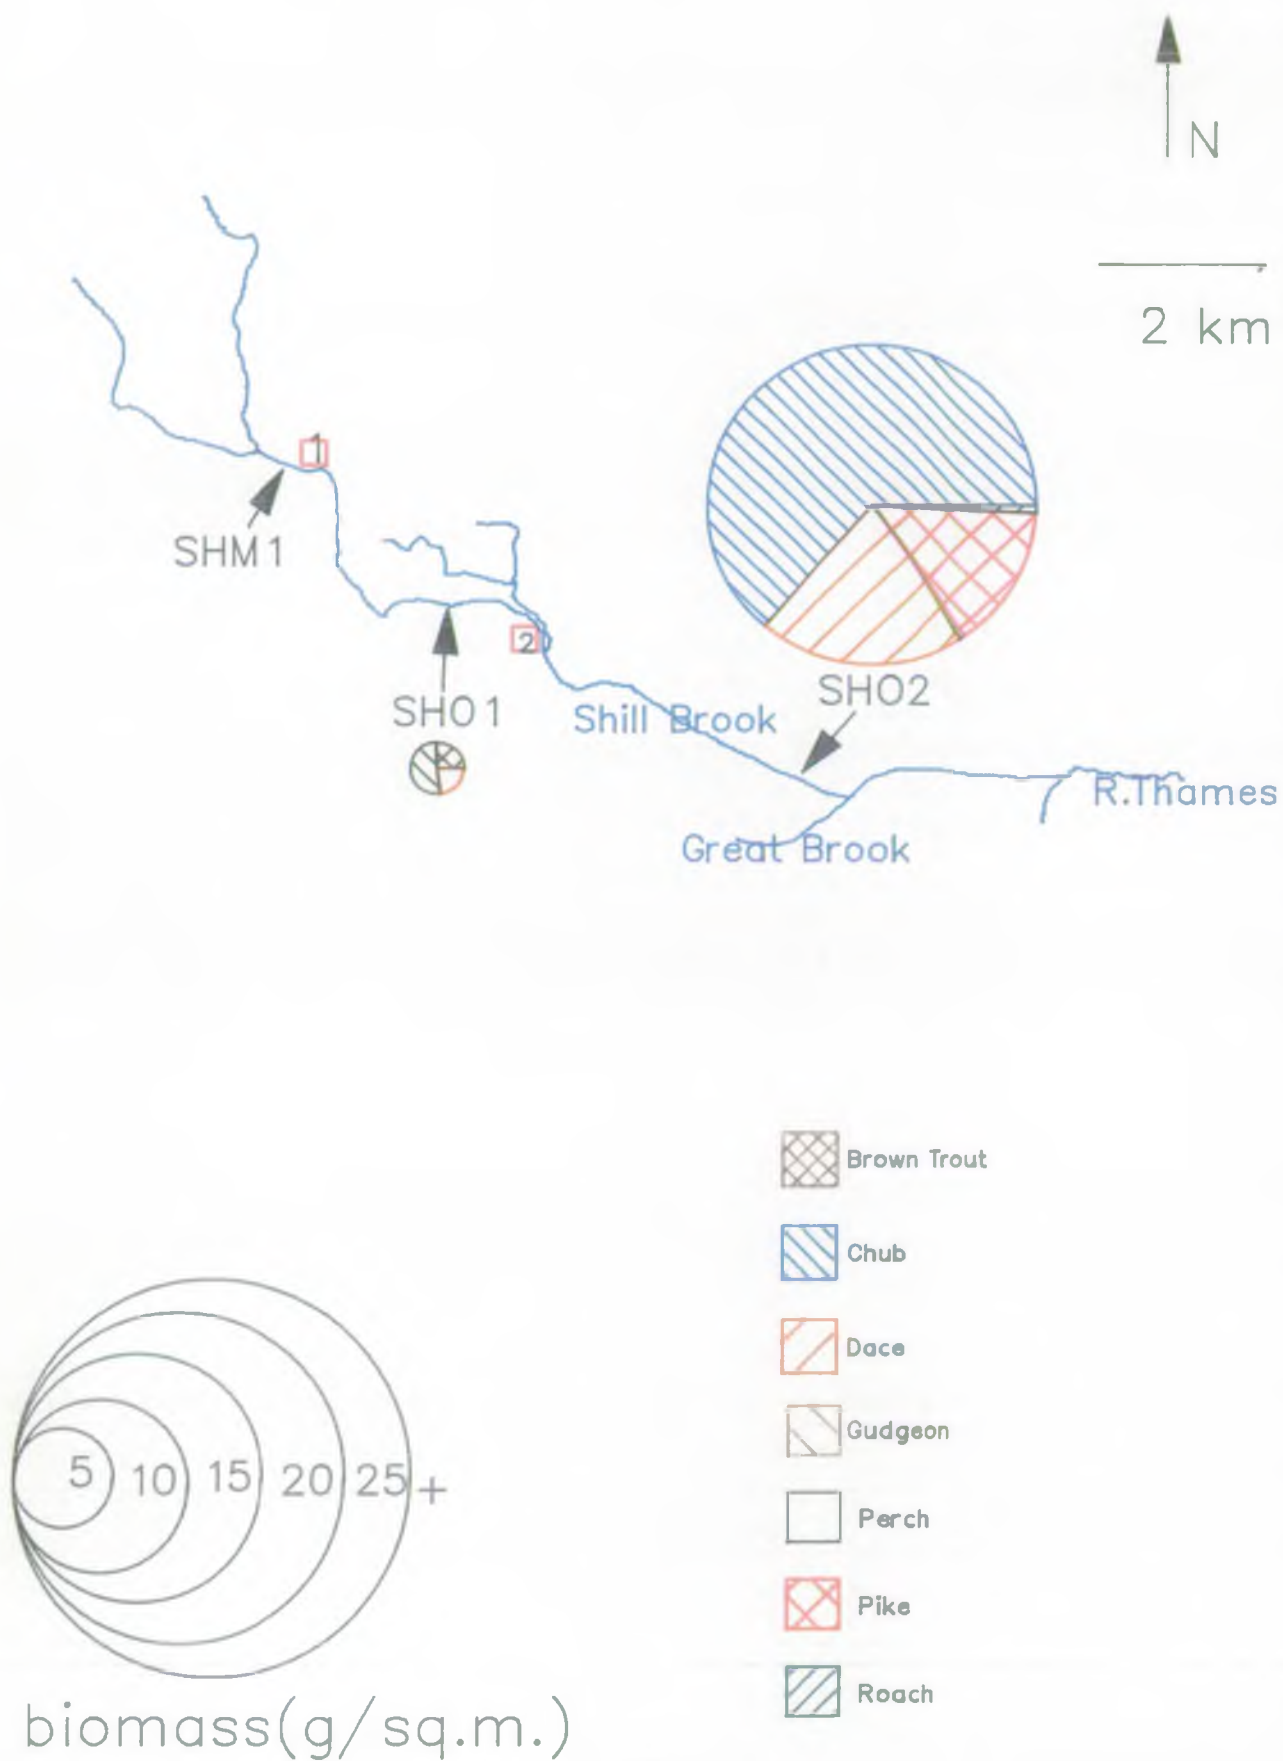 N
2 km
1
SHM1
2
SHO2
SHO1
Shill Brook
R.Thames
Great Brook
Brown Trout
Chub
Dace
Gudgeon
Perch
Pike
Roach
5 10 15 20 25+
biomass(g/sq.m.)